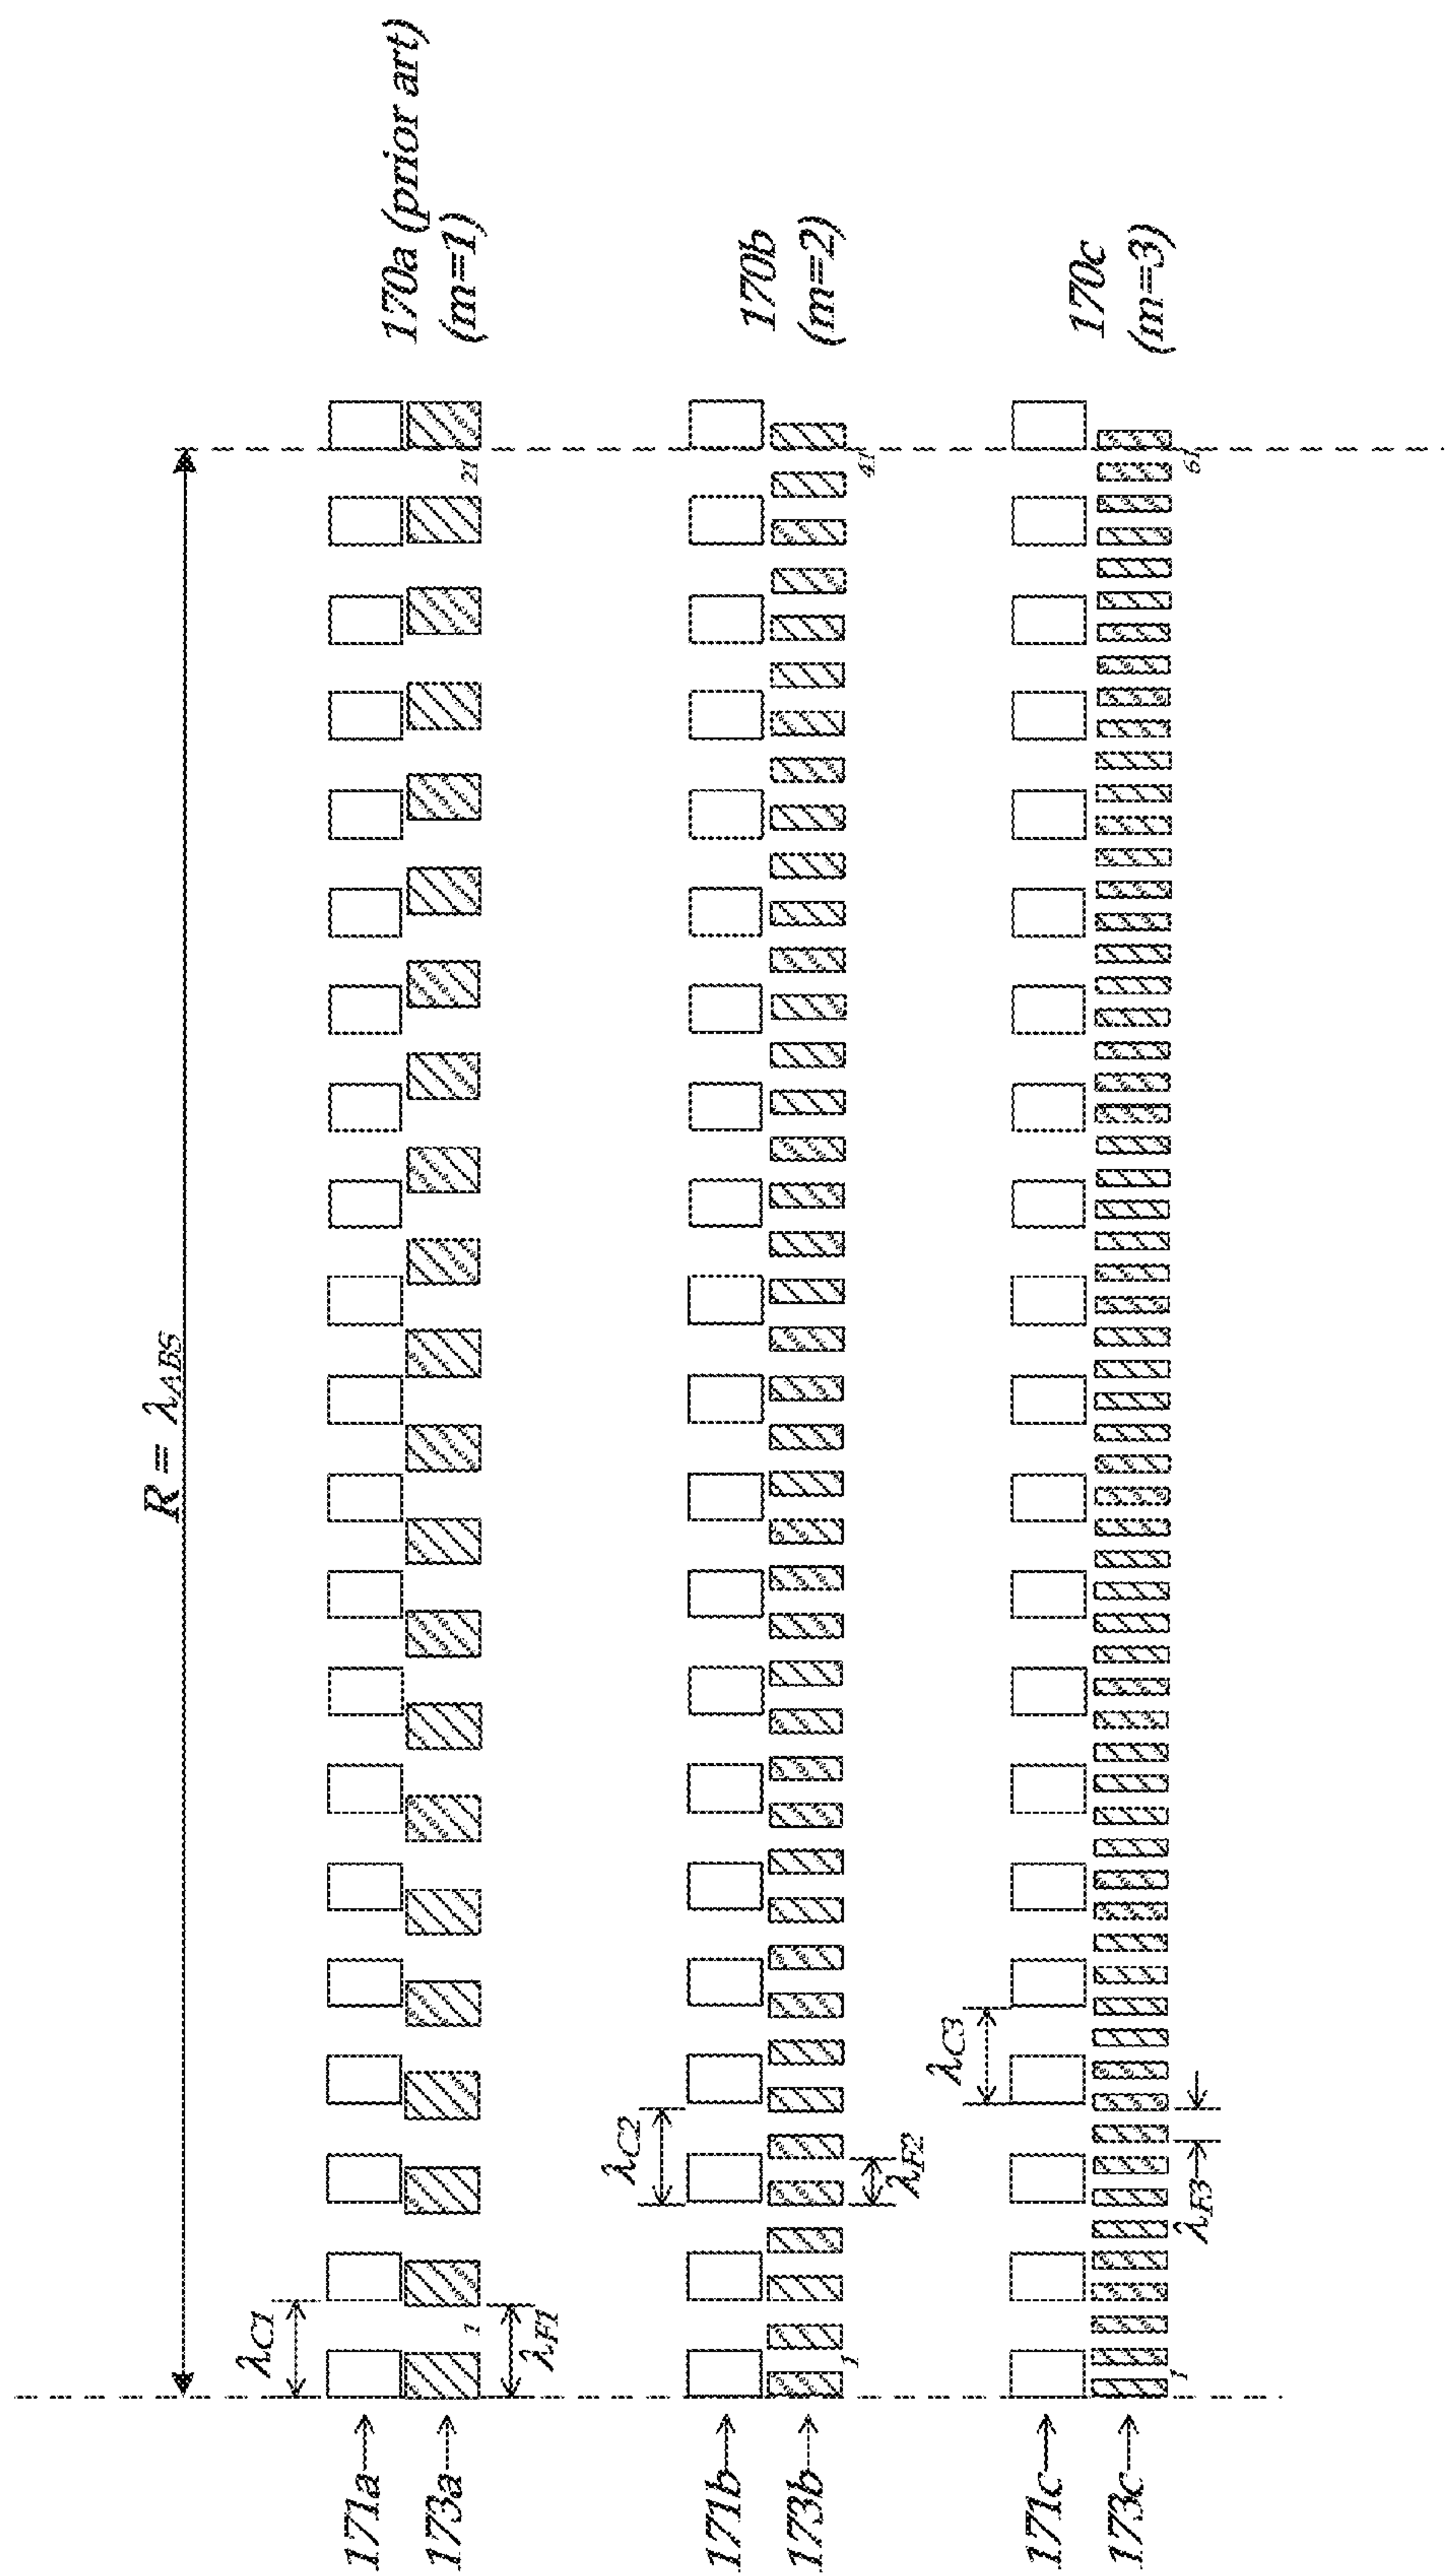 R = λABS
170a (prior art)
(m=1)
171a
173a
λC1
λF1
1
21
170b
(m=2)
171b
173b
λC2
λF2
1
41
170c
(m=3)
171c
173c
λC3
λF3
1
61